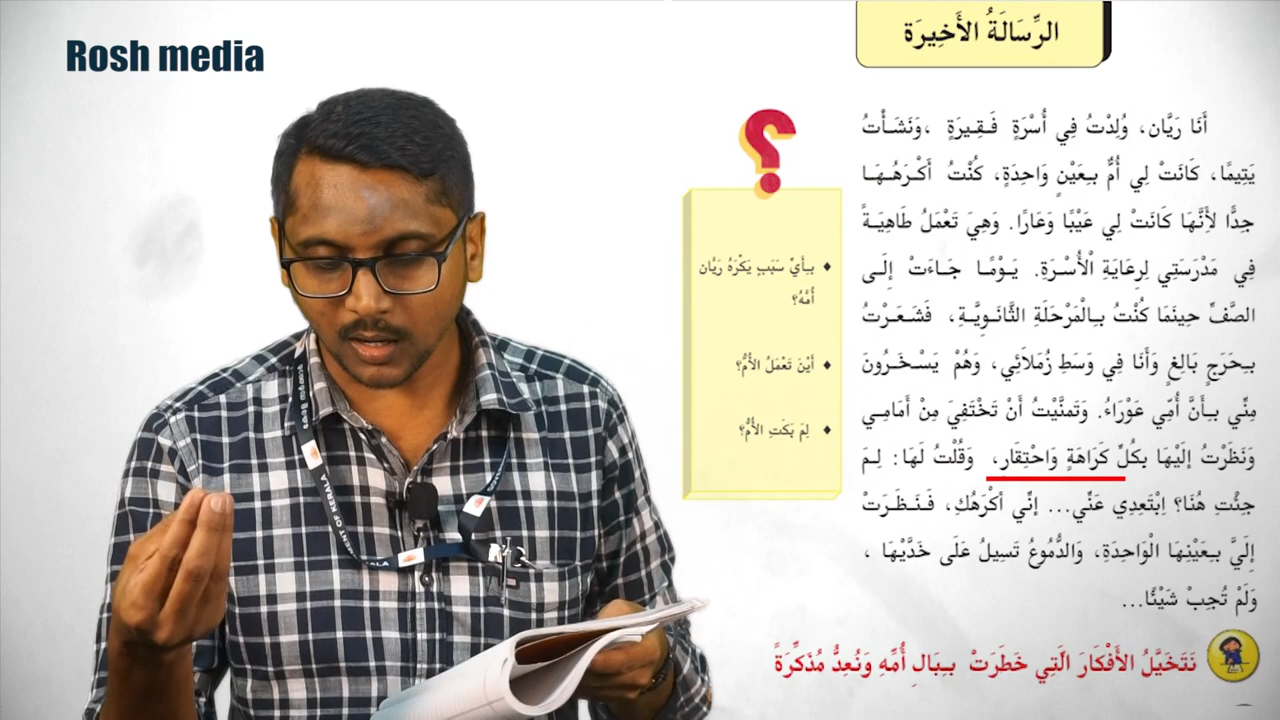 Rosh media
الرِّسَالَةُ الأَخِيرَة
أَنَا رَيَّان، وُلِدْتُ فِي أُسْرَةٍ فَقِيرَةٍ ،وَنَشَأْتُ
يَتِيمًا، كَانَتْ لِي أُمٌّ بِعَيْنٍ وَاحِدَةٍ، كُنْتُ أَكْرَهُهَا
جِدًّا لأَنَّهَا كَانَتْ لِي عَيْبًا وَعَارًا. وَهِيَ تَعْمَلُ طَاهِيَةً
فِي مَدْرَسَتِي لِرِعَايَةِ الْأُسْرَةِ. يَوْمًا جَاءَتْ إِلَى
الصَّفِّ حِينَمَا كُنْتُ بِالْمَرْحَلَةِ الثَّانَوِيَّةِ، فَشَعَرْتُ
بِحَرَجٍ بَالِغٍ وَأَنَا فِي وَسَطِ زُمَلَائِي، وَهُمْ يَسْخَرُونَ
مِنِّي بِأَنَّ أُمِّي عَوْرَاءُ. وَتَمنَّيْتُ أَنْ تَخْتَفِيَ مِنْ أَمَامِي
وَنَظَرْتُ إِلَيْهَا بِكُلِّ كَرَاهَةٍ وَاحْتِقَارٍ، وَقُلْتُ لَهَا: لِمَ
جِئْتِ هُنَا؟ اِبْتَعِدِي عَنِّي... إِنِّي أَكْرَهُكِ، فَنَظَرَتْ
إِلَيَّ بِعَيْنِهَا الْوَاحِدَةِ، وَالدُّمُوعُ تَسِيلُ عَلَى خَدَّيْهَا ،
وَلَمْ تُجِبْ شَيْئًا...
؟
♦ بِأَيِّ سَبَبٍ يَكْرَهُ رَيَّان
أُمَّهُ؟
♦ أَيْنَ تَعْمَلُ الأُمُّ؟
♦ لِمَ بَكَتِ الأُمُّ؟
نَتَخَيَّلُ الأَفْكَارَ الَّتِي خَطَرَتْ بِبَالِ أُمِّهِ وَنُعِدُّ مُذَكِّرَةً